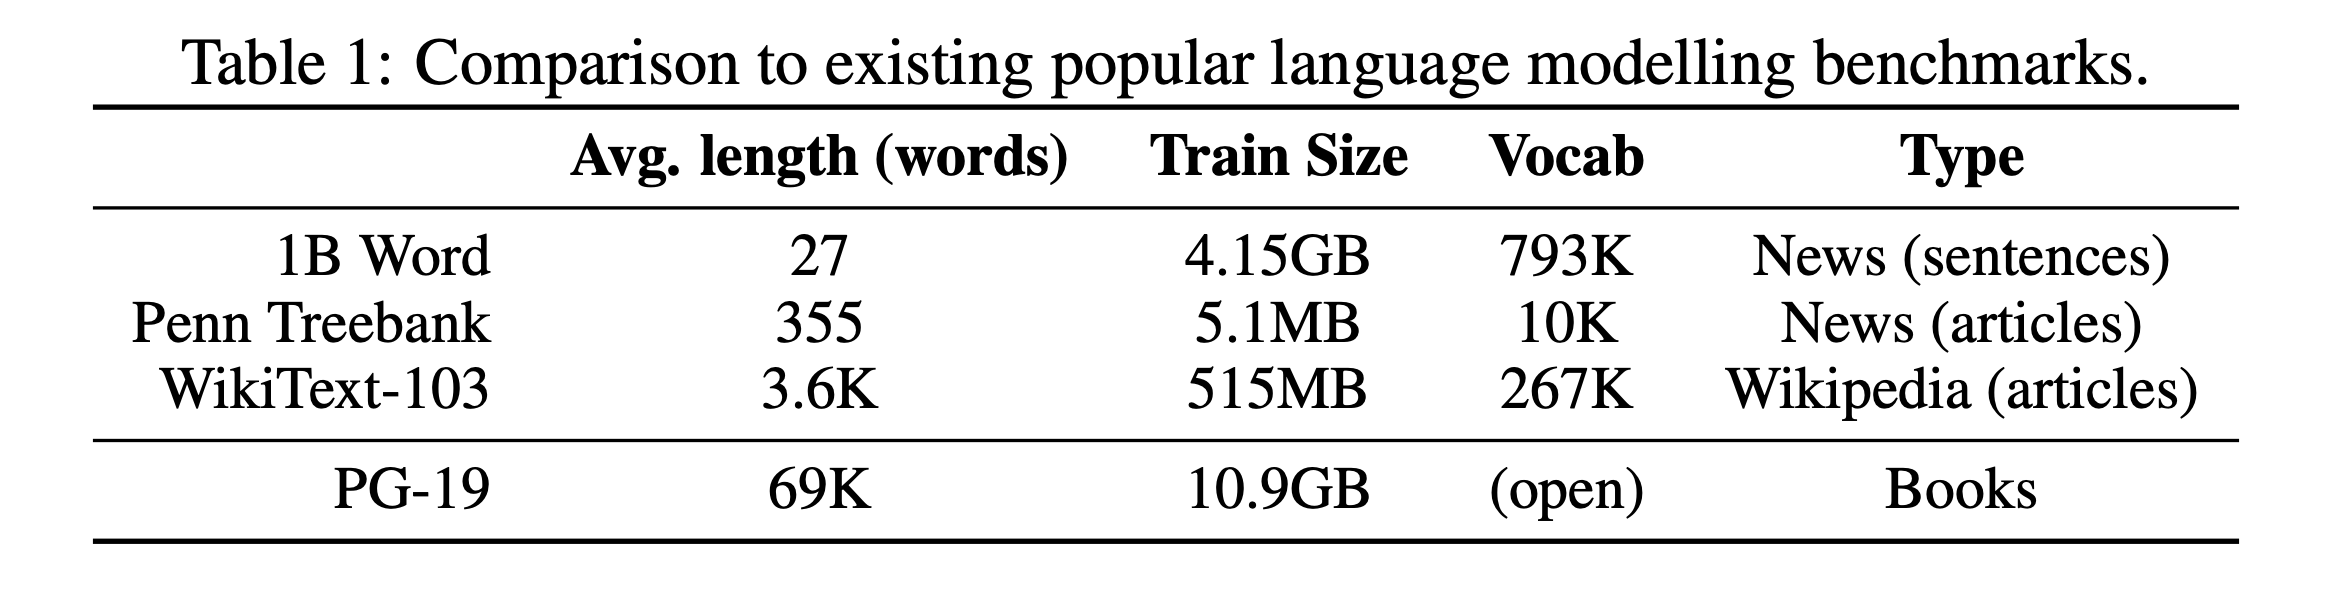 Table 1: Comparison to existing popular language modelling benchmarks.
Avg. length (words) Train Size Vocab Type
1B Word 27 4.15GB 793K News (sentences)
Penn Treebank 355 5.1MB 10K News (articles)
WikiText-103 3.6K 515MB 267K Wikipedia (articles)
PG-19 69K 10.9GB (open) Books